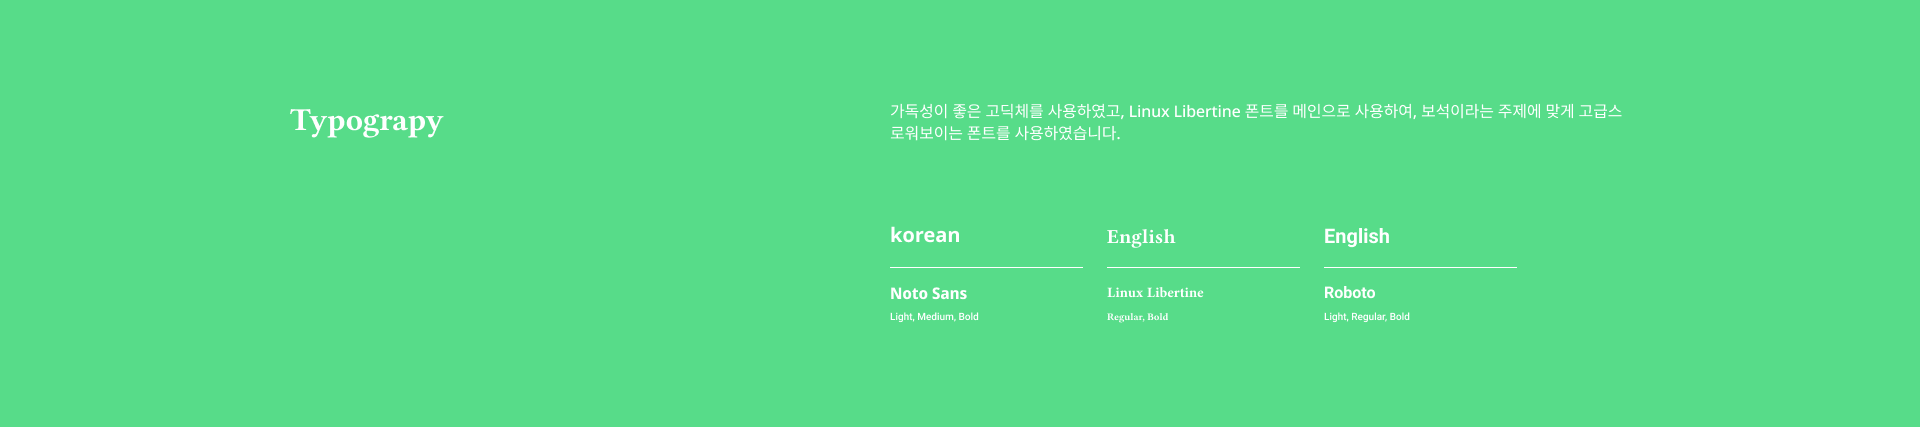 Typograpy
가독성이 좋은 고딕체를 사용하였고, Linux Libertine 폰트를 메인으로 사용하여, 보석이라는 주제에 맞게 고급스
로워보이는 폰트를 사용하였습니다.
korean
Noto Sans
Light, Medium, Bold
English
Linux Libertine
Regular, Bold
English
Roboto
Light, Regular, Bold